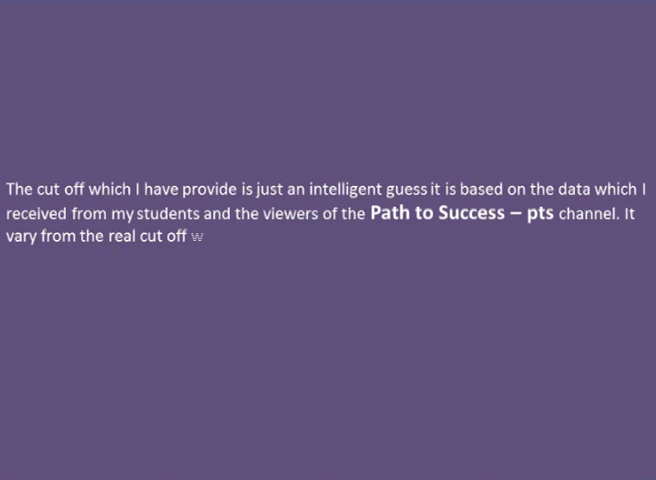 The cut off which I have provide is just an intelligent guess it is based on the data which I
received from my students and the viewers of the Path to Success – pts channel. It
vary from the real cut off w